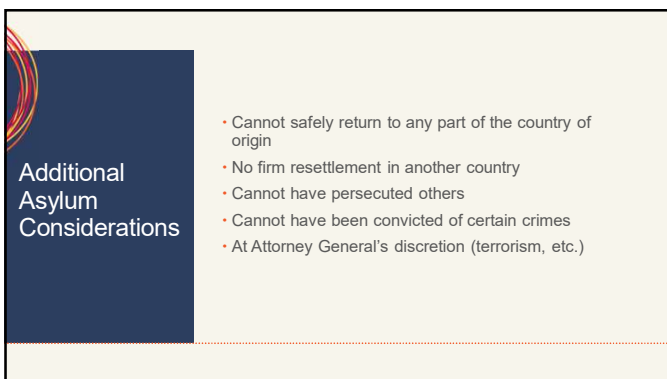 Additional
Asylum
Considerations
• Cannot safely return to any part of the country of
origin
• No firm resettlement in another country
• Cannot have persecuted others
• Cannot have been convicted of certain crimes
• At Attorney General's discretion (terrorism, etc.)